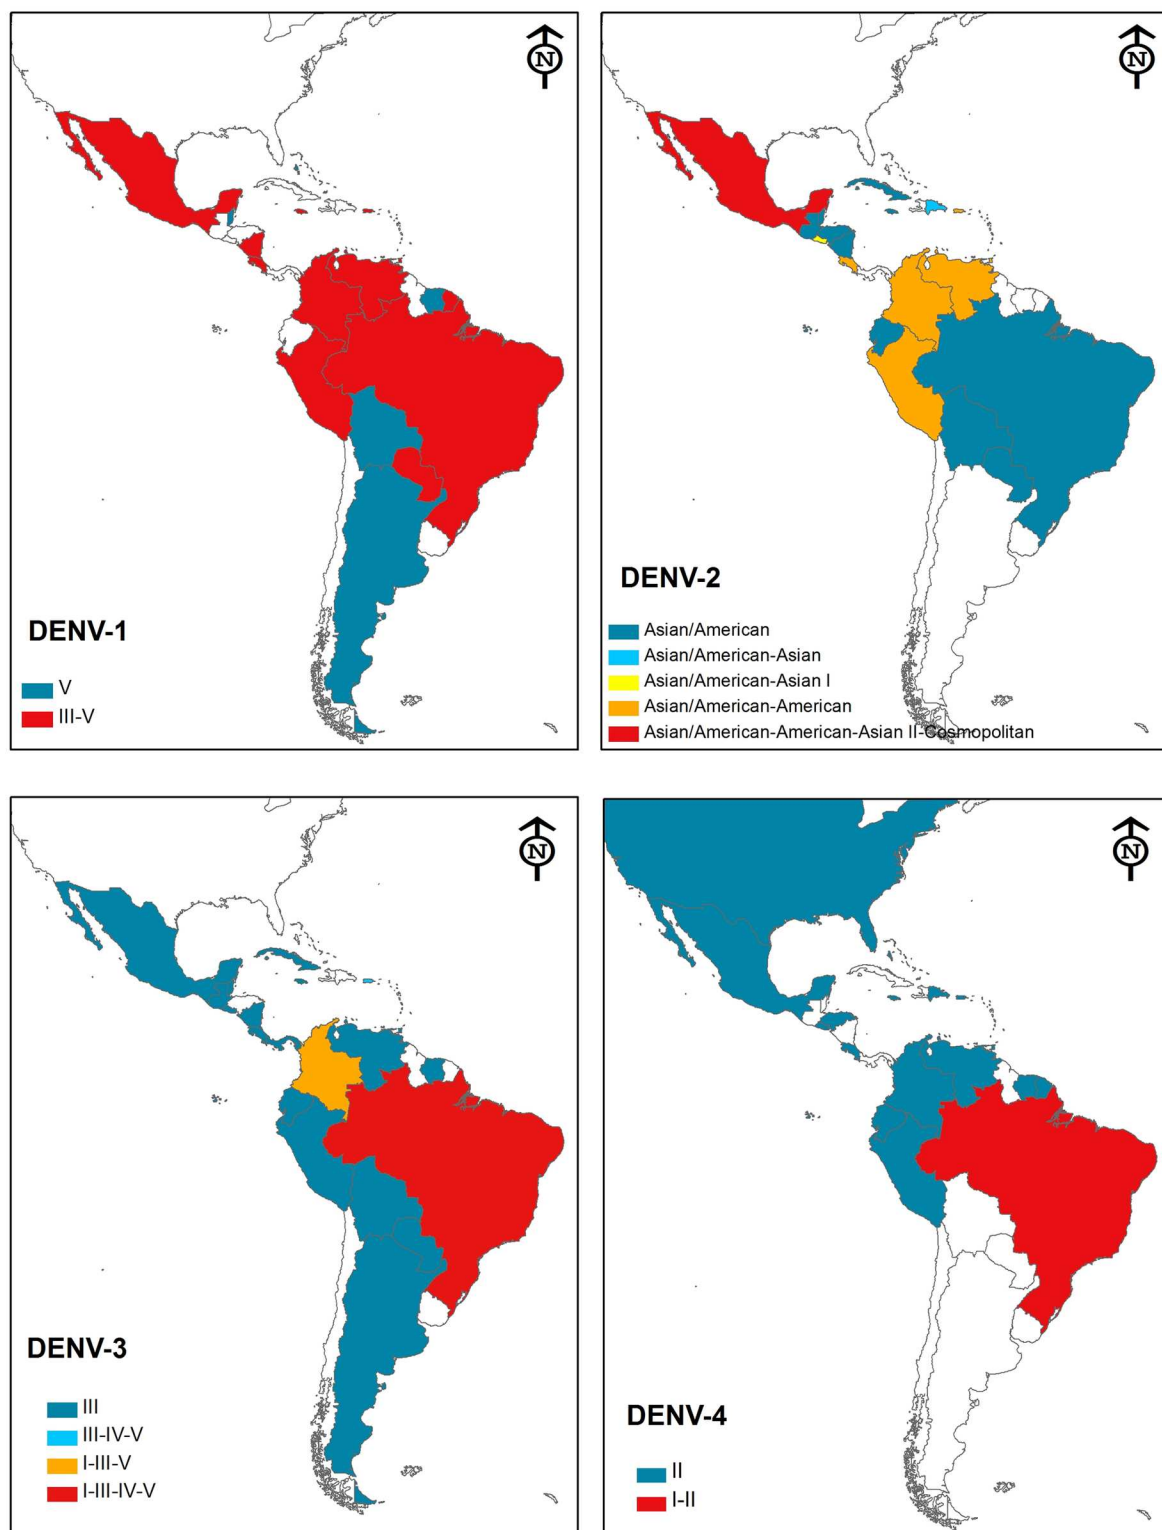 N
DENV-1
V
III-V
N
DENV-2
Asian/American
Asian/American-Asian
Asian/American-Asian I
Asian/American-American
Asian/American-American-Asian II-Cosmopolitan
N
DENV-3
III
III-IV-V
I-III-V
I-III-IV-V
N
DENV-4
II
I-II